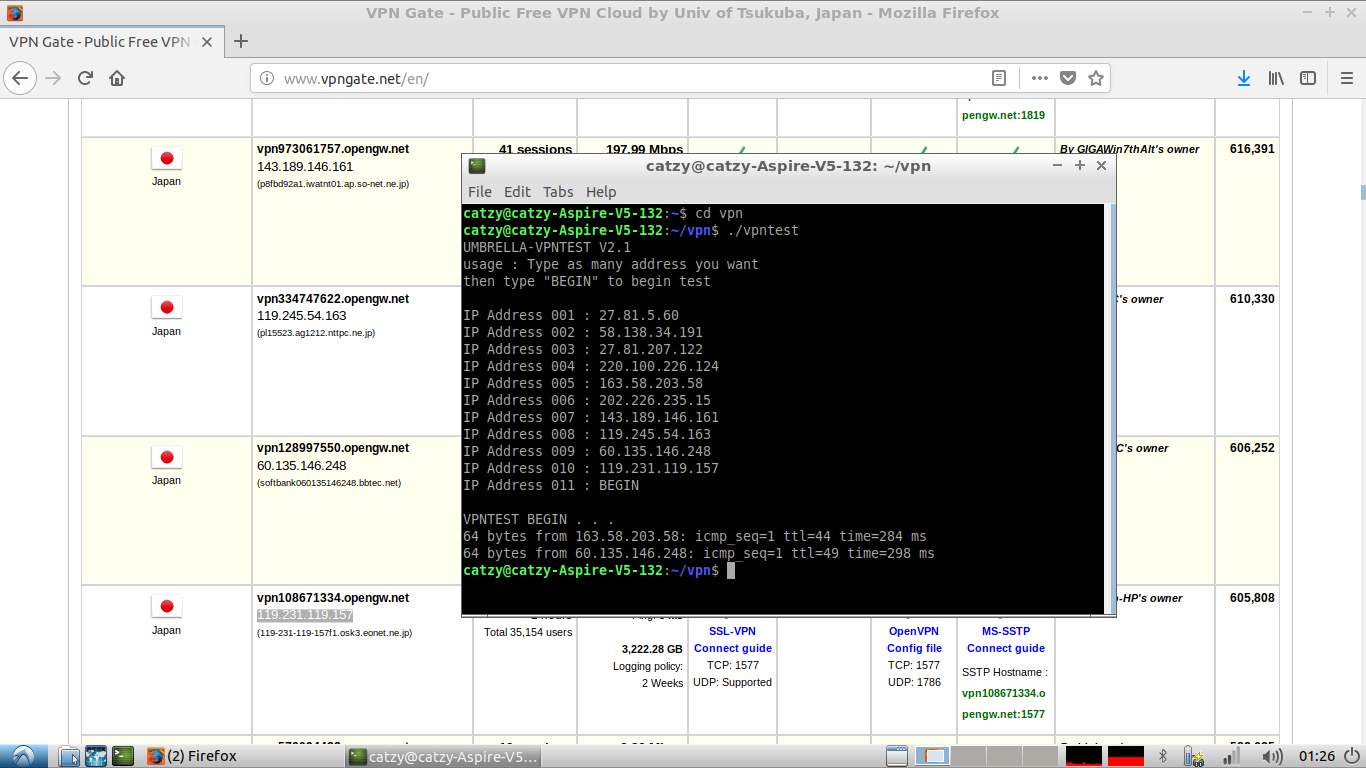 VPN Gate - Public Free VPN Cloud by Univ of Tsukuba, Japan - Mozilla Firefox
VPN Gate - Public Free VPN
www.vpngate.net/en/
pengw.net:1819
Japan
vpn973061757.opengw.net
143.189.146.161
(p8fbd92a1.iwatnt01.ap.so-net.ne.jp)
41 sessions
197.99 Mbps
By GIGAWin7thAlt's owner
616,391
catzy@catzy-Aspire-V5-132: ~/vpn
File Edit Tabs Help
catzy@catzy-Aspire-V5-132:~$ cd vpn
catzy@catzy-Aspire-V5-132:~/vpn$ ./vpntest
UMBRELLA-VPNTEST V2.1
usage : Type as many address you want
then type "BEGIN" to begin test
IP Address 001 : 27.81.5.60
IP Address 002 : 58.138.34.191
IP Address 003 : 27.81.207.122
IP Address 004 : 220.100.226.124
IP Address 005 : 163.58.203.58
IP Address 006 : 202.226.235.15
IP Address 007 : 143.189.146.161
IP Address 008 : 119.245.54.163
IP Address 009 : 60.135.146.248
IP Address 010 : 119.231.119.157
IP Address 011 : BEGIN
VPNTEST BEGIN . . .
64 bytes from 163.58.203.58: icmp_seq=1 ttl=44 time=284 ms
64 bytes from 60.135.146.248: icmp_seq=1 ttl=49 time=298 ms
catzy@catzy-Aspire-V5-132:~/vpn$
Japan
vpn334747622.opengw.net
119.245.54.163
(pl15523.ag1212.nttpc.ne.jp)
C's owner
610,330
Japan
vpn128997550.opengw.net
60.135.146.248
(softbank060135146248.bbtec.net)
C's owner
606,252
Japan
vpn108671334.opengw.net
119.231.119.157
(119-231-119-157f1.osk3.eonet.ne.jp)
Total 35,154 users
3,222.28 GB
Logging policy:
2 Weeks
SSL-VPN
Connect guide
TCP: 1577
UDP: Supported
OpenVPN
Config file
TCP: 1577
UDP: 1786
MS-SSTP
Connect guide
SSTP Hostname :
vpn108671334.o
pengw.net:1577
-HP's owner
605,808
(2) Firefox
catzy@catzy-Aspire-V5...
01:26